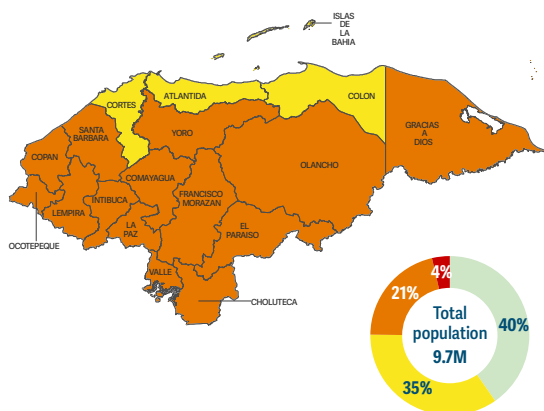 ISLAS
DE
LA
BAHIA
CORTES
ATLANTIDA
COLON
GRACIAS
A
DIOS
SANTA
BARBARA
YORO
COPAN
OLANCHO
COMAYAGUA
FRANCISCO
MORAZAN
INTIBUCA
LEMPIRA
LA
PAZ
EL
PARAISO
OCOTEPEQUE
VALLE
CHOLUTECA
4%
21%
40%
35%
Total
population
9.7M